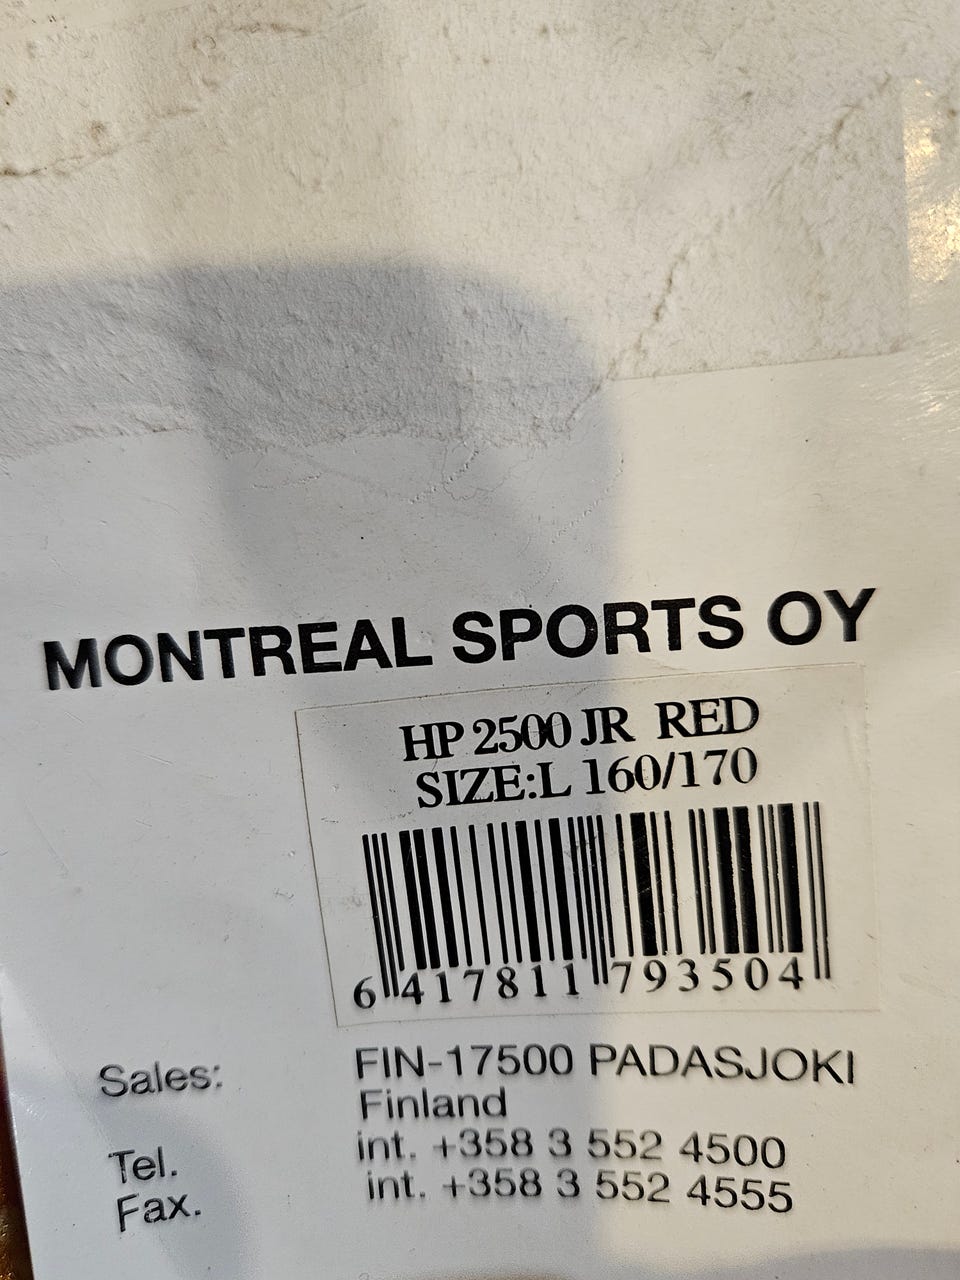 MONTREAL SPORTS OY
HP 2500 JR RED
SIZE:L 160/170
6 417811 793504
Sales: FIN-17500 PADASJOKI
Finland
Tel. int. +358 3 552 4500
Fax. int. +358 3 552 4555